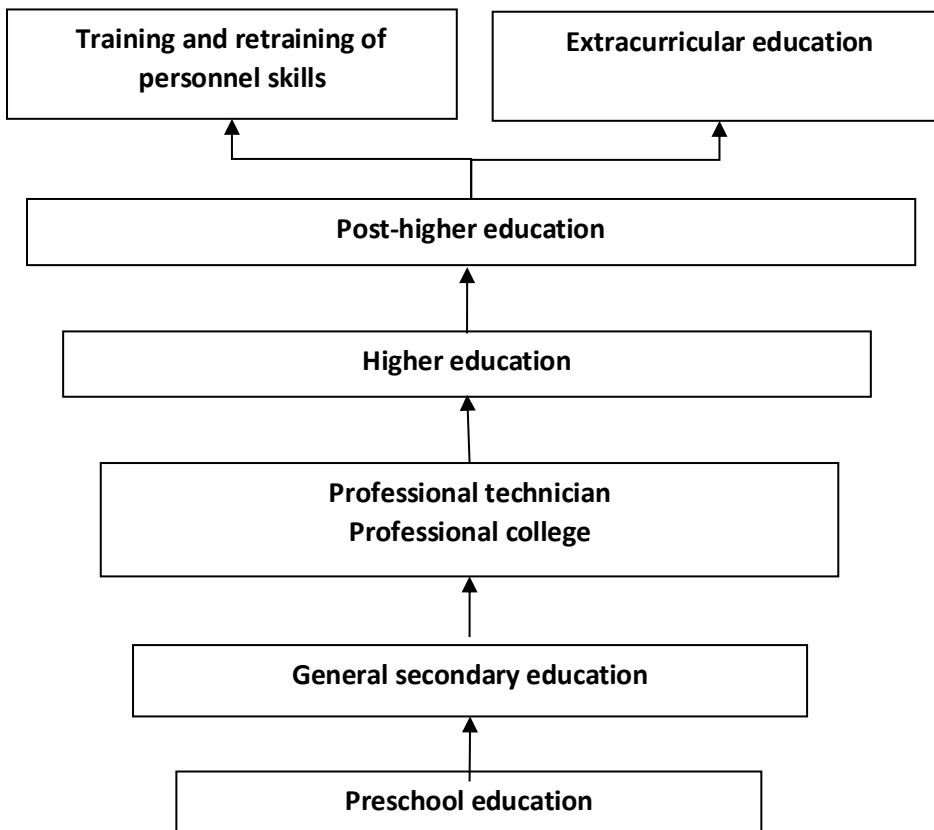 Training and retraining of
personnel skills
Extracurricular education
Post-higher education
Higher education
Professional technician
Professional college
General secondary education
Preschool education